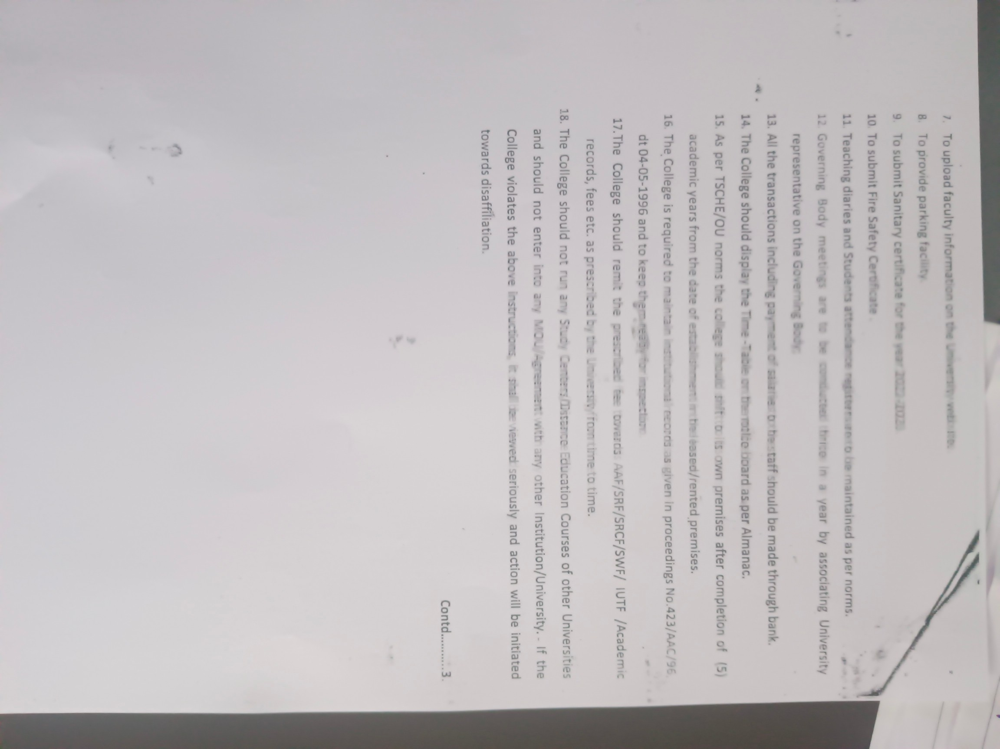 7. To upload faculty information on the University website.
8. To provide parking facility.
9. To submit Sanitary certificate for the year
10. To submit Fire Safety Certificate.
11. Teaching diaries and Students attendance registers are to be maintained as per norms.
12. Governing Body meetings are to be conducted thrice in a year by associating University
representative on the Governing Body.
13. All the transactions including payment of salaries to the staff should be made through bank.
14. The College should display the Time -Table on the notice board as per Almanac.
15. As per TSCHE/OU norms the college should shift to its own premises after completion of (5)
academic years from the date of establishment in the leased/rented premises.
16. The College is required to maintain institutional records as given in proceedings No.423/AAC/96
dt 04-05-1996 and to keep them ready for inspection.
17.The College should remit the prescribed fee towards AAF/SRF/SRCF/SWF/ IUTF /Academic
records, fees etc. as prescribed by the University from time to time.
18. The College should not run any Study Centers/Distance Education Courses of other Universities
and should not enter into any MOU/Agreement with any other Institution/University. - If the
College violates the above instructions, it shall be viewed seriously and action will be initiated
towards disaffiliation.
Contd...........3.